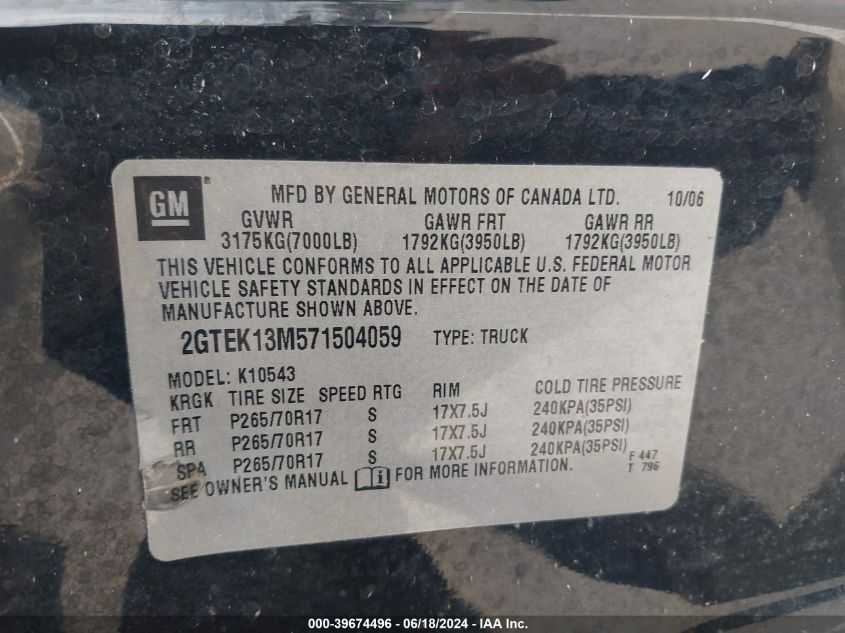 GM® MFD BY GENERAL MOTORS OF CANADA LTD. 10/06
GVWR GAWR FRT GAWR RR
3175KG(7000LB) 1792KG(3950LB) 1792KG(3950LB)
THIS VEHICLE CONFORMS TO ALL APPLICABLE U.S. FEDERAL MOTOR
VEHICLE SAFETY STANDARDS IN EFFECT ON THE DATE OF
MANUFACTURE SHOWN ABOVE.
2GTEK13M571504059 TYPE: TRUCK
MODEL: K10543
KRGK TIRE SIZE SPEED RTG RIM COLD TIRE PRESSURE
FRT P265/70R17 S 17X7.5J 240KPA(35PSI)
RR P265/70R17 S 17X7.5J 240KPA(35PSI)
SPA P265/70R17 S 17X7.5J 240KPA(35PSI) F 447
SEE OWNER'S MANUAL i FOR MORE INFORMATION. T 796
000-39674496 - 06/18/2024 - IAAI Inc.